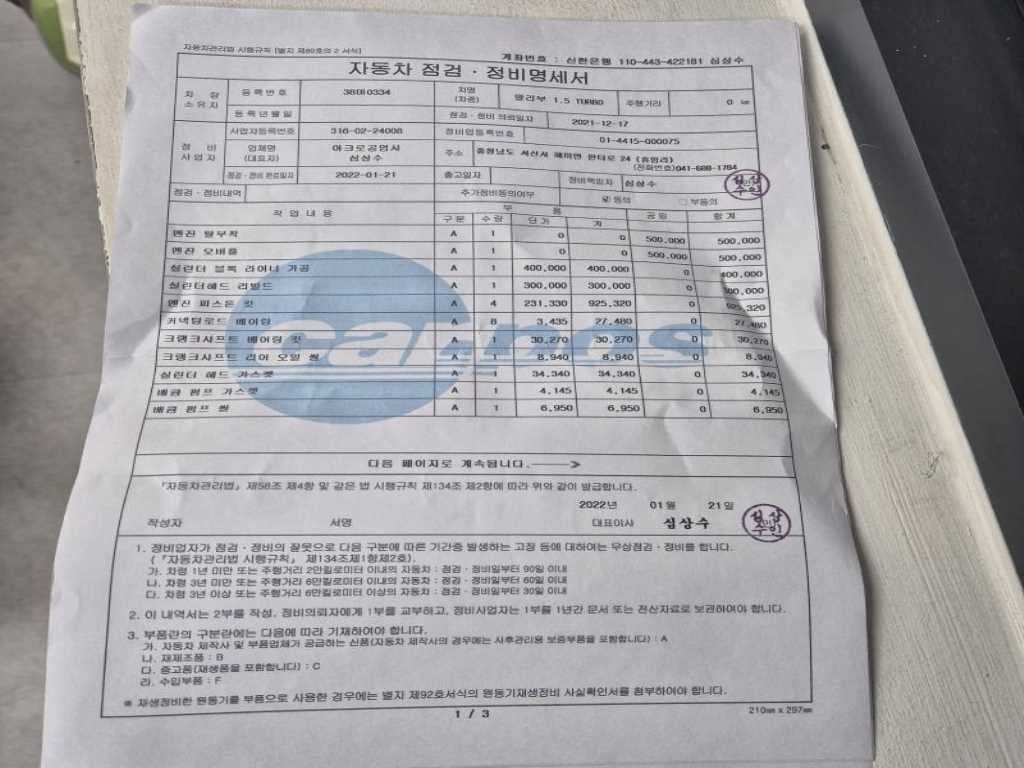 자동차관리법 시행규칙 [별지 제89호의 2 서식]
계좌번호 : 신한은행 110-443-422181 심상수
자동차 점검 · 정비명세서
차량 소유자 등록번호 38머0334 차명 (차종) 말리부 1.5 TURBO 주행거리 0 ㎞
등록년월일 점검 · 정비 의뢰일자 2021-12-17
정비 사업자 사업자등록번호 316-02-24008 정비업등록번호 01-4415-000075
업체명 (대표자) 아크로공업사 심상수 주소 충청남도 서산시 해미면 한티로 24 (휴암리) (전화번호)041-688-1784
점검 · 정비 완료일자 2022-01-21 출고일자 정비책임자 심상수
점검 · 정비내역 추가정비동의여부 동의 부동의
작 업 내 용 부 품 공임 합계
구분 수량 단가 계
엔진 탈부착 A 1 0 0 500,000 500,000
엔진 오버홀 A 1 0 0 500,000 500,000
실린더 블록 라이너 가공 A 1 400,000 400,000 0 400,000
실린더헤드 리빌드 A 1 300,000 300,000 0 300,000
엔진 피스톤 킷 A 4 231,330 925,320 0 925,320
커넥팅로드 베어링 A 8 3,435 27,480 0 27,480
크랭크샤프트 베어링 킷 A 1 30,270 30,270 0 30,270
크랭크샤프트 리어 오일 씰 A 1 8,940 8,940 0 8,940
실린더 헤드 가스켓 A 1 34,340 34,340 0 34,340
배큠 펌프 가스켓 A 1 4,145 4,145 0 4,145
배큠 펌프 씰 A 1 6,950 6,950 0 6,950
다음 페이지로 계속됩니다.
「자동차관리법」 제58조 제4항 및 같은 법 시행규칙 제134조 제2항에 따라 위와 같이 발급합니다.
2022년 01월 21일
작성자 서명 대표이사 심상수
1. 정비업자가 점검 · 정비의 잘못으로 다음 구분에 따른 기간중 발생하는 고장 등에 대하여는 무상점검 · 정비를 합니다.
(「자동차관리법 시행규칙」 제134조제1항제2호).
가. 차령 1년 미만 또는 주행거리 2만킬로미터 이내의 자동차 : 점검 · 정비일부터 90일 이내
나. 차령 3년 미만 또는 주행거리 6만킬로미터 이내의 자동차 : 점검 · 정비일부터 60일 이내
다. 차령 3년 이상 또는 주행거리 6만킬로미터 이상의 자동차 : 점검 · 정비일부터 30일 이내
2. 이 내역서는 2부를 작성, 정비의뢰자에게 1부를 교부하고, 정비사업자는 1부를 1년간 문서 또는 전산자료로 보관하여야 합니다.
3. 부품란의 구분란에는 다음에 따라 기재하여야 합니다.
가. 자동차 제작사 및 부품업체가 공급하는 신품(자동차 제작사의 경우에는 사후관리용 보증부품을 포함합니다) : A
나. 재제조품 : B
다. 중고품(재생품을 포함합니다) : C
라. 수입부품 : F
※ 재생정비한 원동기를 부품으로 사용한 경우에는 별지 제92호서식의 원동기재생정비 사실확인서를 첨부하여야 합니다.
1 / 3
210㎜ x 297㎜